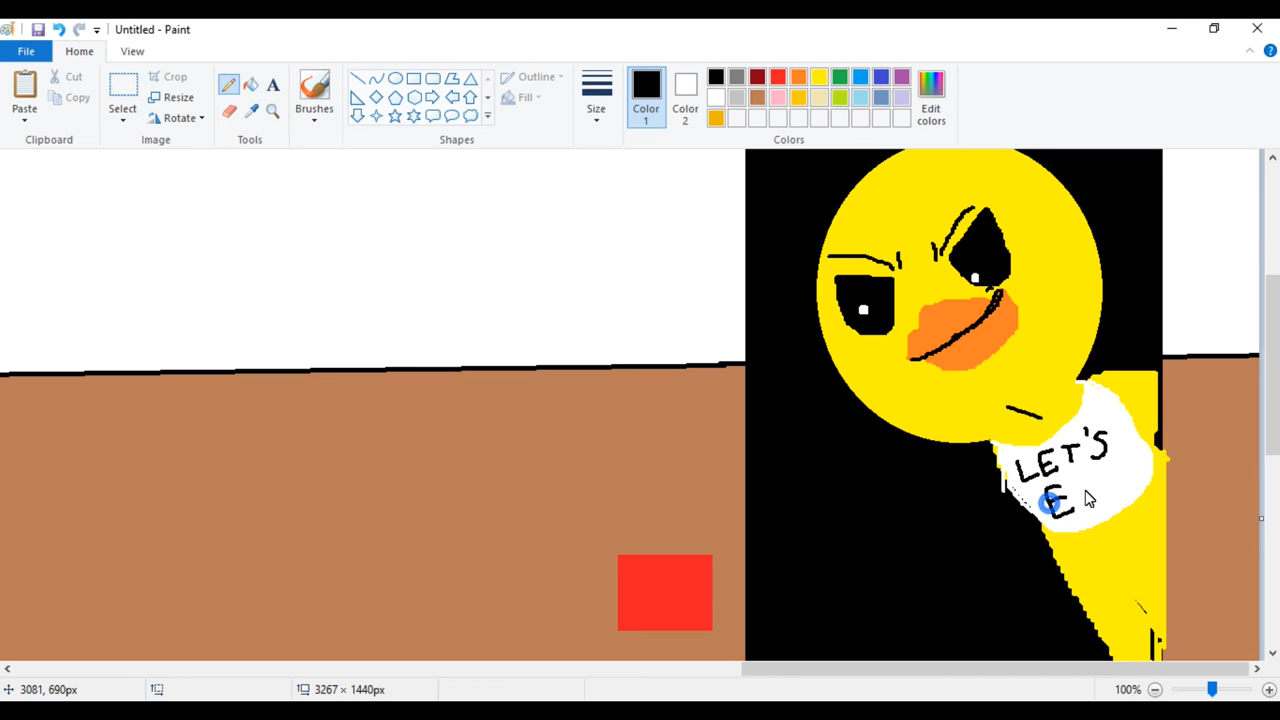 Untitled - Paint
File
Home
View
Paste
Cut
Copy
Clipboard
Select
Crop
Resize
Rotate
Image
A
Tools
Brushes
Outline
Fill
Shapes
Size
Color 1
Color 2
Edit colors
Colors
LET'S
E
3081, 690px
3267 × 1440px
100%